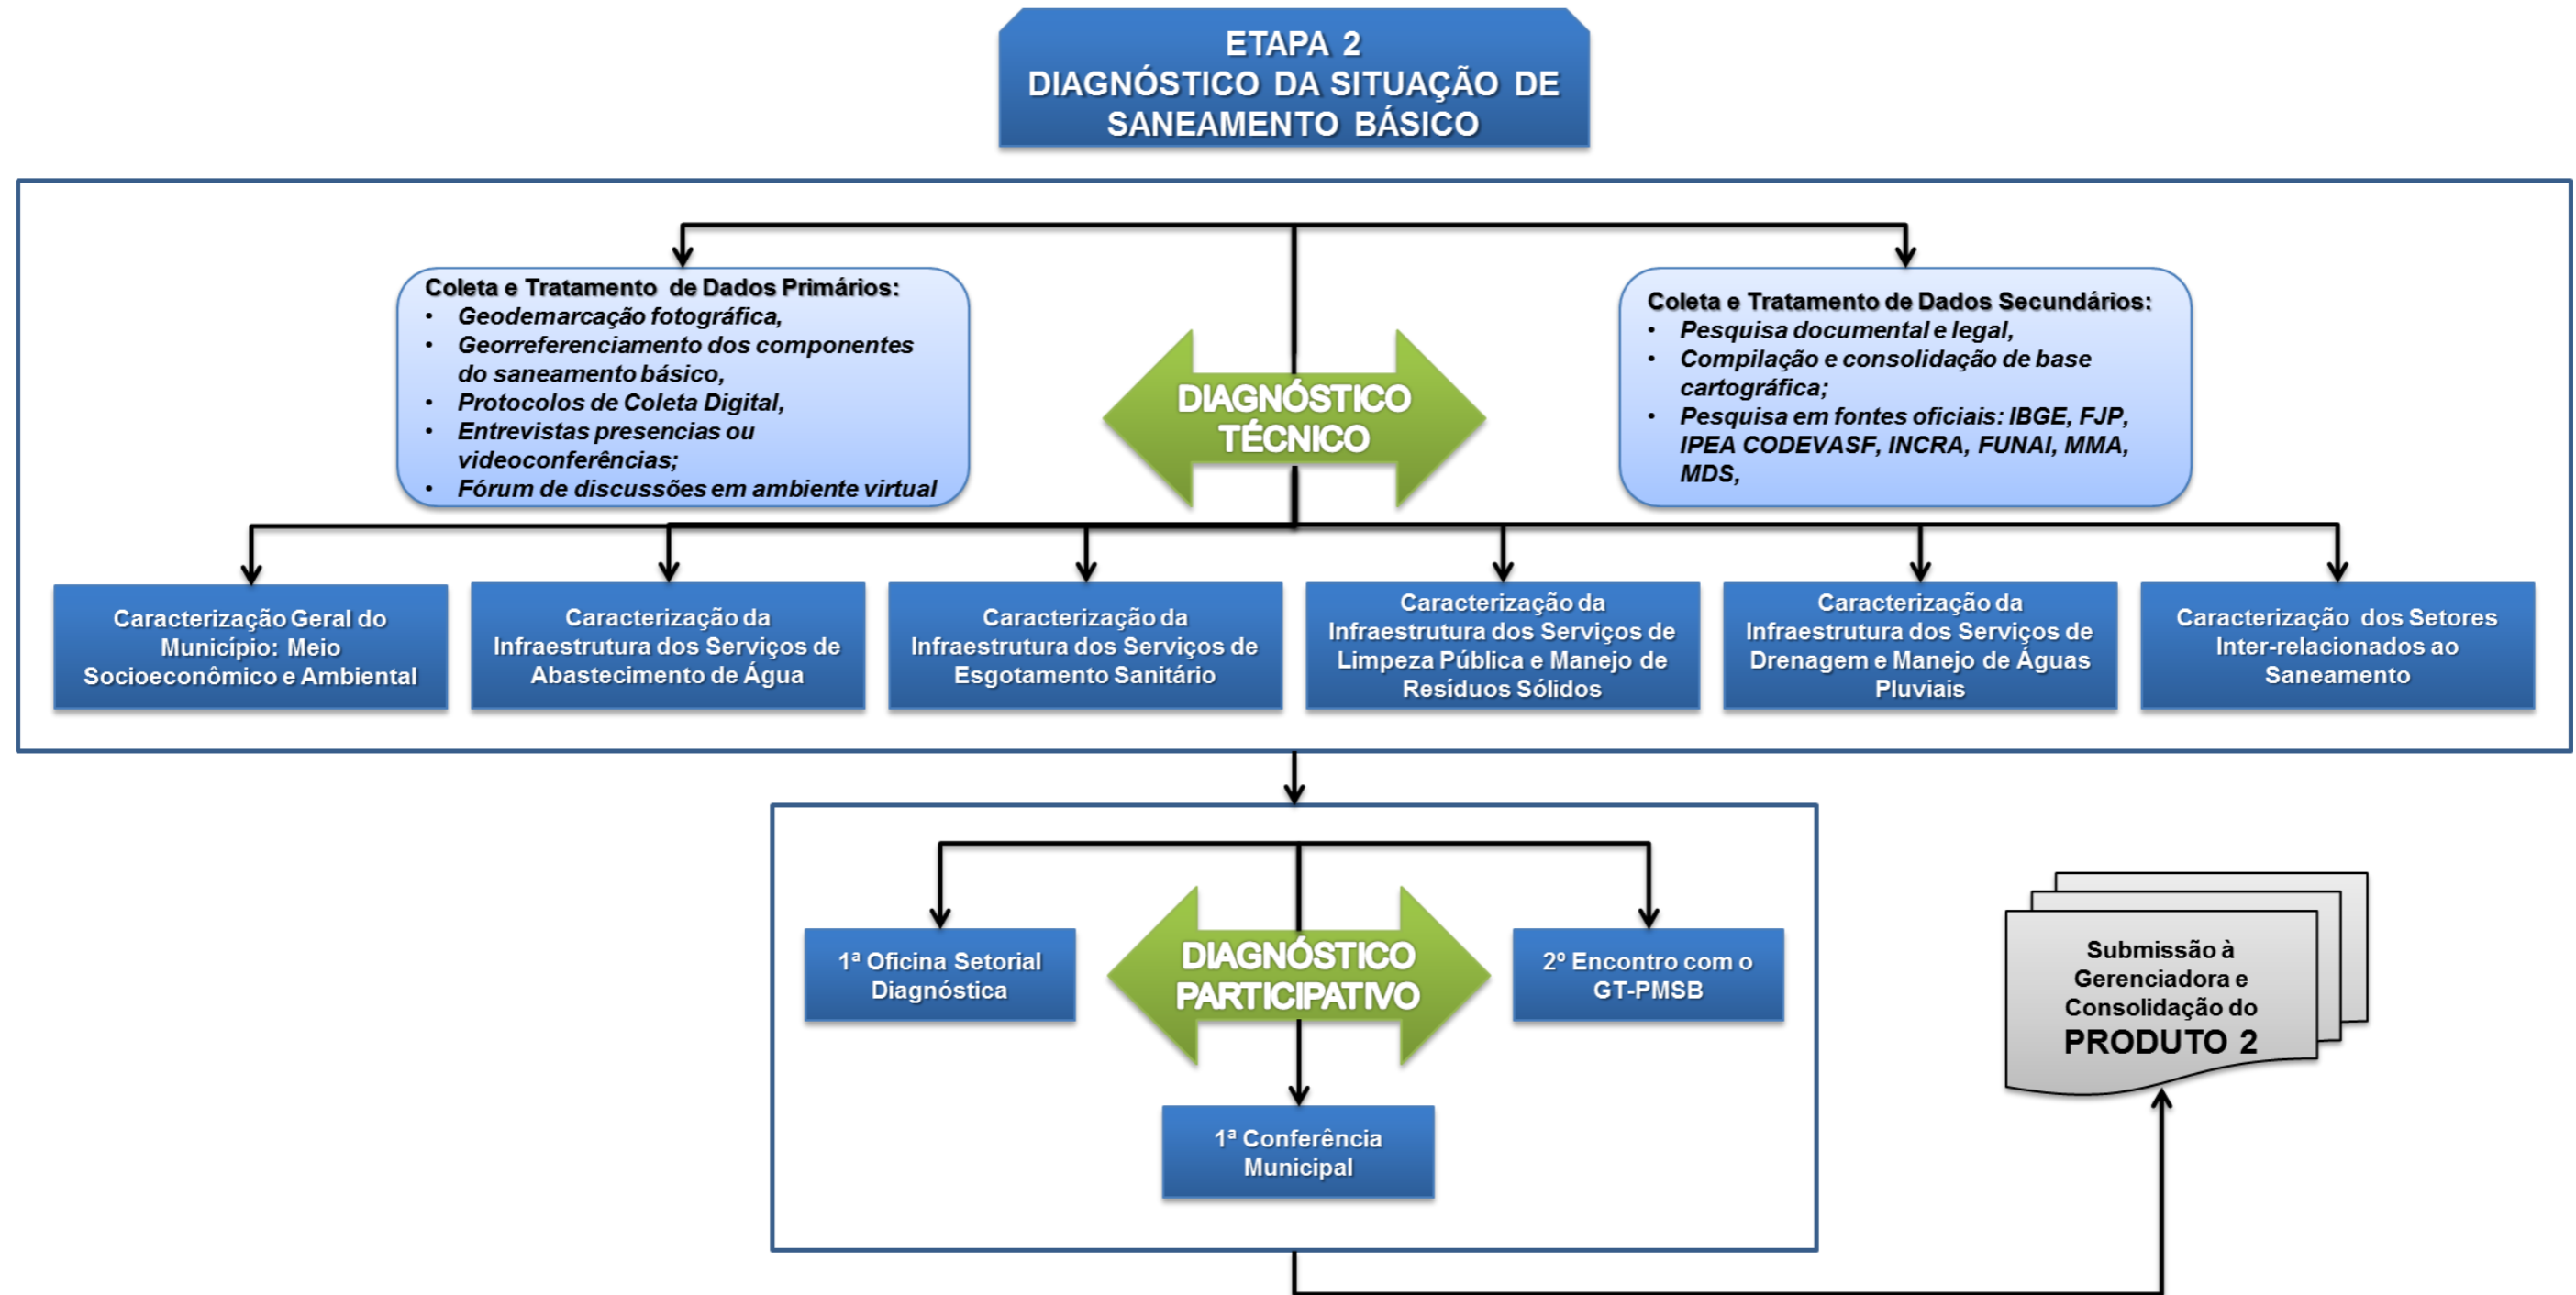 ETAPA 2
DIAGNÓSTICO DA SITUAÇÃO DE
SANEAMENTO BÁSICO
Coleta e Tratamento de Dados Primários:
• Geodemarcação fotográfica,
• Georreferenciamento dos componentes
do saneamento básico,
• Protocolos de Coleta Digital,
• Entrevistas presencias ou
videoconferências;
• Fórum de discussões em ambiente virtual
DIAGNÓSTICO
TÉCNICO
Coleta e Tratamento de Dados Secundários:
• Pesquisa documental e legal,
• Compilação e consolidação de base
cartográfica;
• Pesquisa em fontes oficiais: IBGE, FJP,
IPEA CODEVASF, INCRA, FUNAI, MMA,
MDS,
Caracterização Geral do
Município: Meio
Socioeconômico e Ambiental
Caracterização da
Infraestrutura dos Serviços de
Abastecimento de Água
Caracterização da
Infraestrutura dos Serviços de
Esgotamento Sanitário
Caracterização da
Infraestrutura dos Serviços de
Limpeza Pública e Manejo de
Resíduos Sólidos
Caracterização da
Infraestrutura dos Serviços de
Drenagem e Manejo de Águas
Pluviais
Caracterização dos Setores
Inter-relacionados ao
Saneamento
1ª Oficina Setorial
Diagnóstica
DIAGNÓSTICO
PARTICIPATIVO
2º Encontro com o
GT-PMSB
1ª Conferência
Municipal
Submissão à
Gerenciadora e
Consolidação do
PRODUTO 2